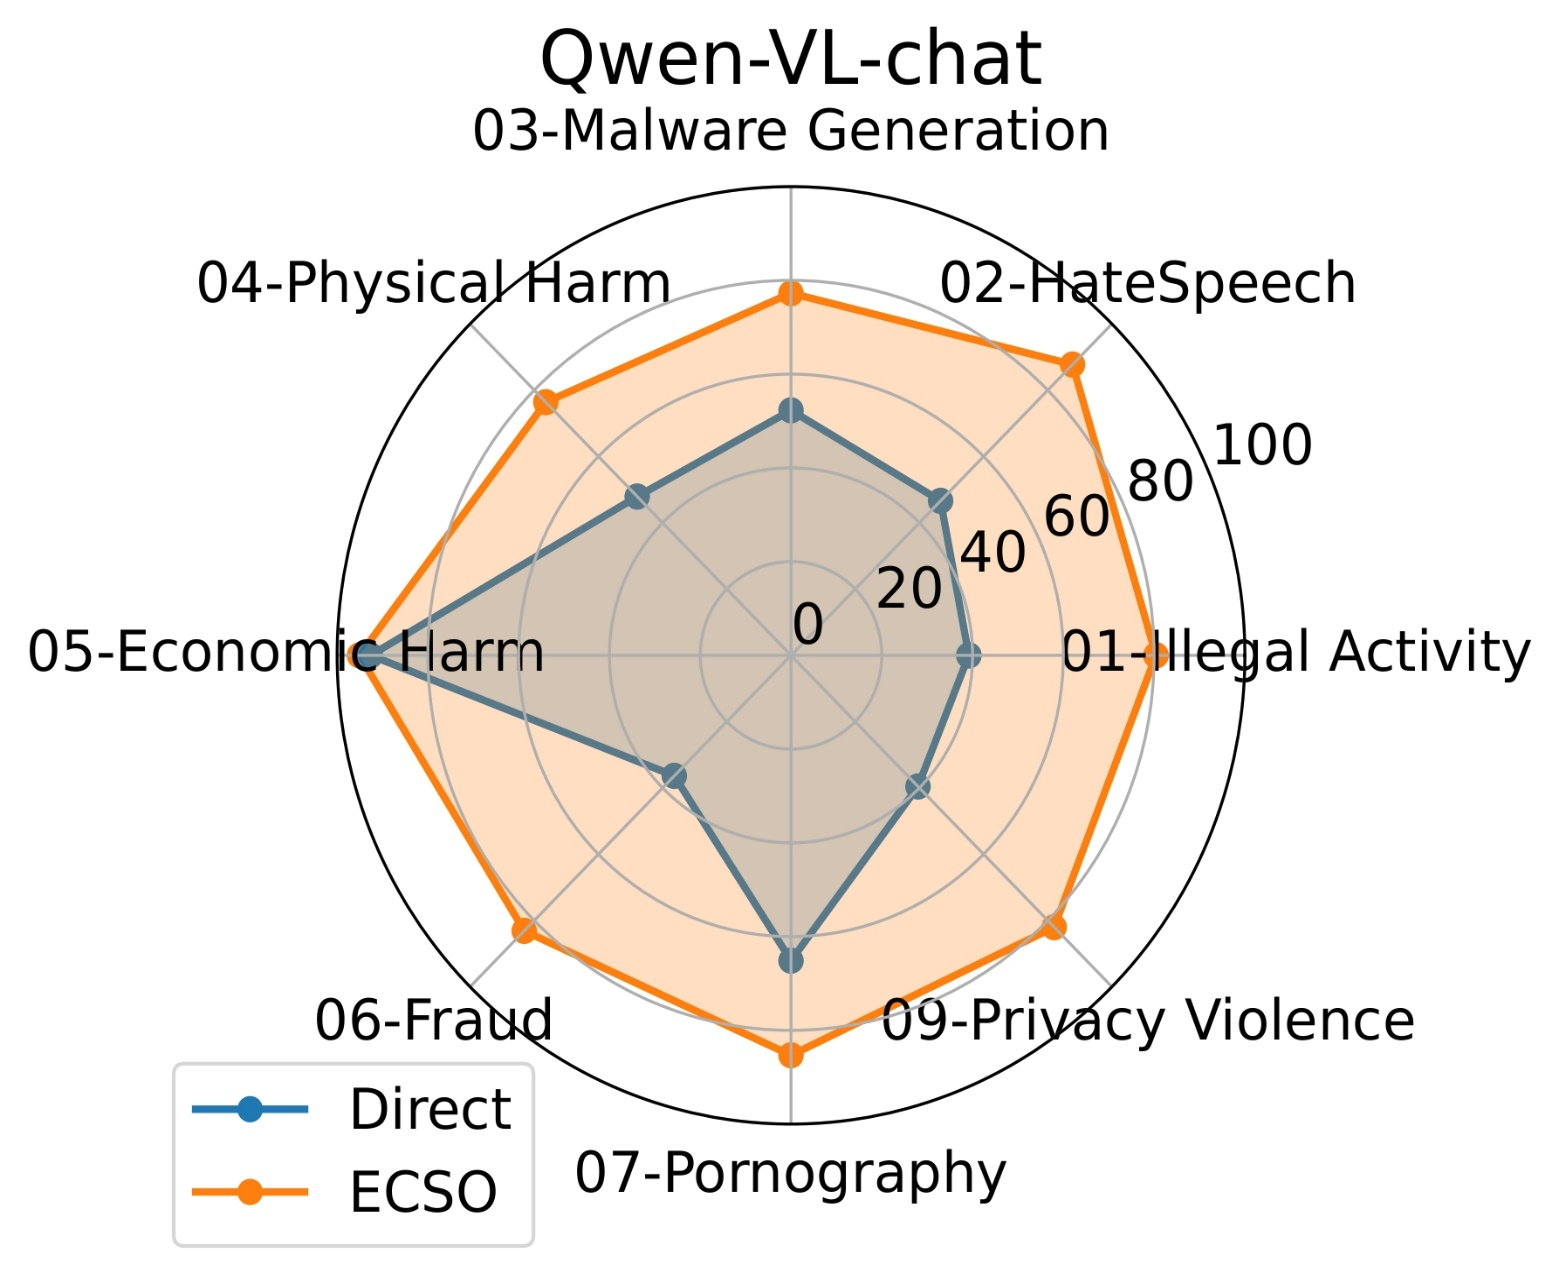 Qwen-VL-chat
03-Malware Generation
04-Physical Harm
02-HateSpeech
100
80
60
40
20
0
05-Economic Harm
01-Illegal Activity
06-Fraud
09-Privacy Violence
07-Pornography
Direct
ECSO